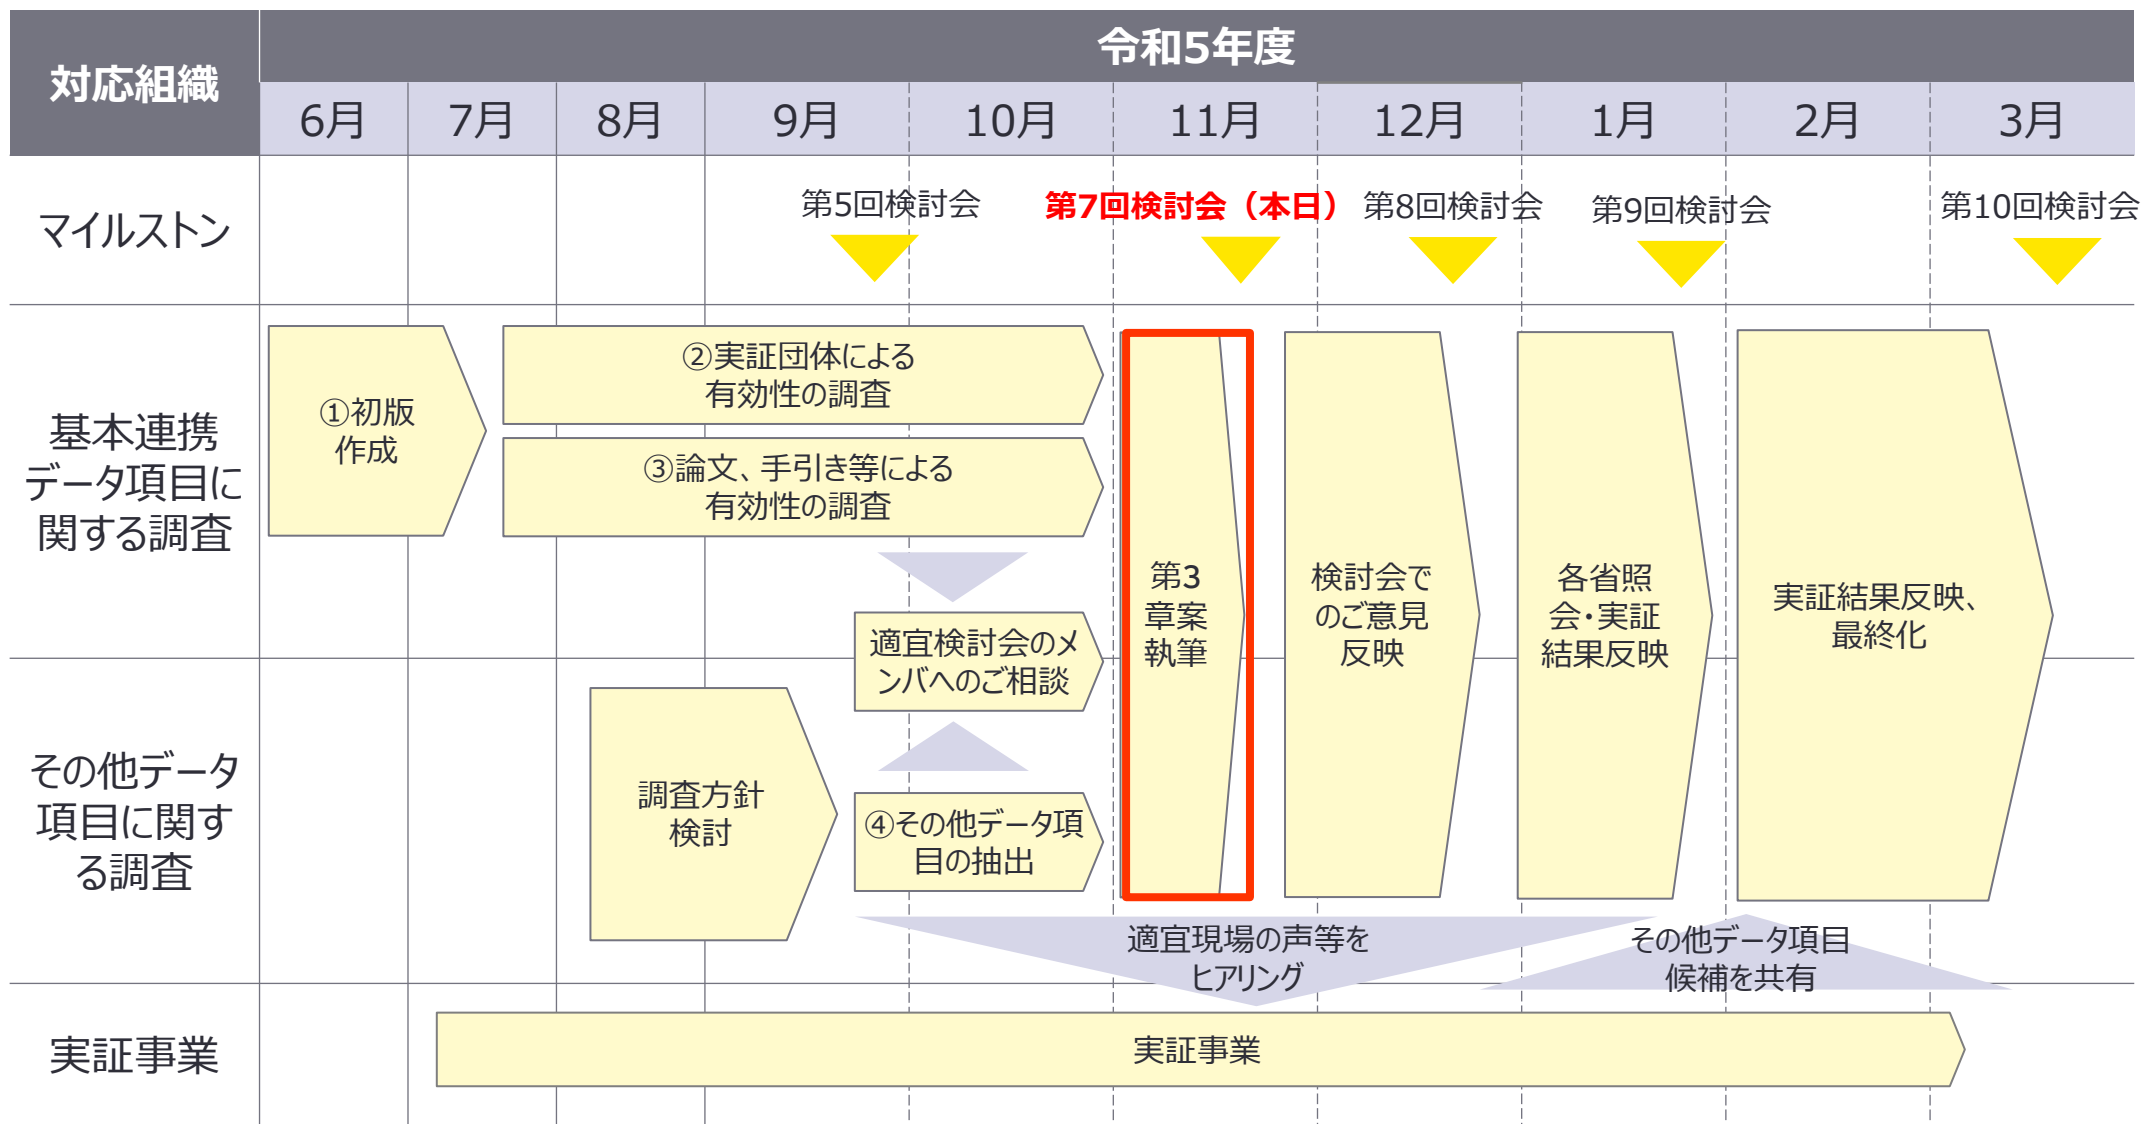 対応組織
令和5年度
6月
7月
8月
9月
10月
11月
12月
1月
2月
3月
マイルストン
第5回検討会
第7回検討会（本日）
第8回検討会
第9回検討会
第10回検討会
基本連携
データ項目に
関する調査
①初版
作成
②実証団体による
有効性の調査
③論文、手引き等による
有効性の調査
適宜検討会のメ
ンバへのご相談
第3
章案
執筆
検討会で
のご意見
反映
各省照
会・実証
結果反映
実証結果反映、
最終化
その他データ
項目に関す
る調査
調査方針
検討
④その他データ項
目の抽出
適宜現場の声等を
ヒアリング
その他データ項目
候補を共有
実証事業
実証事業